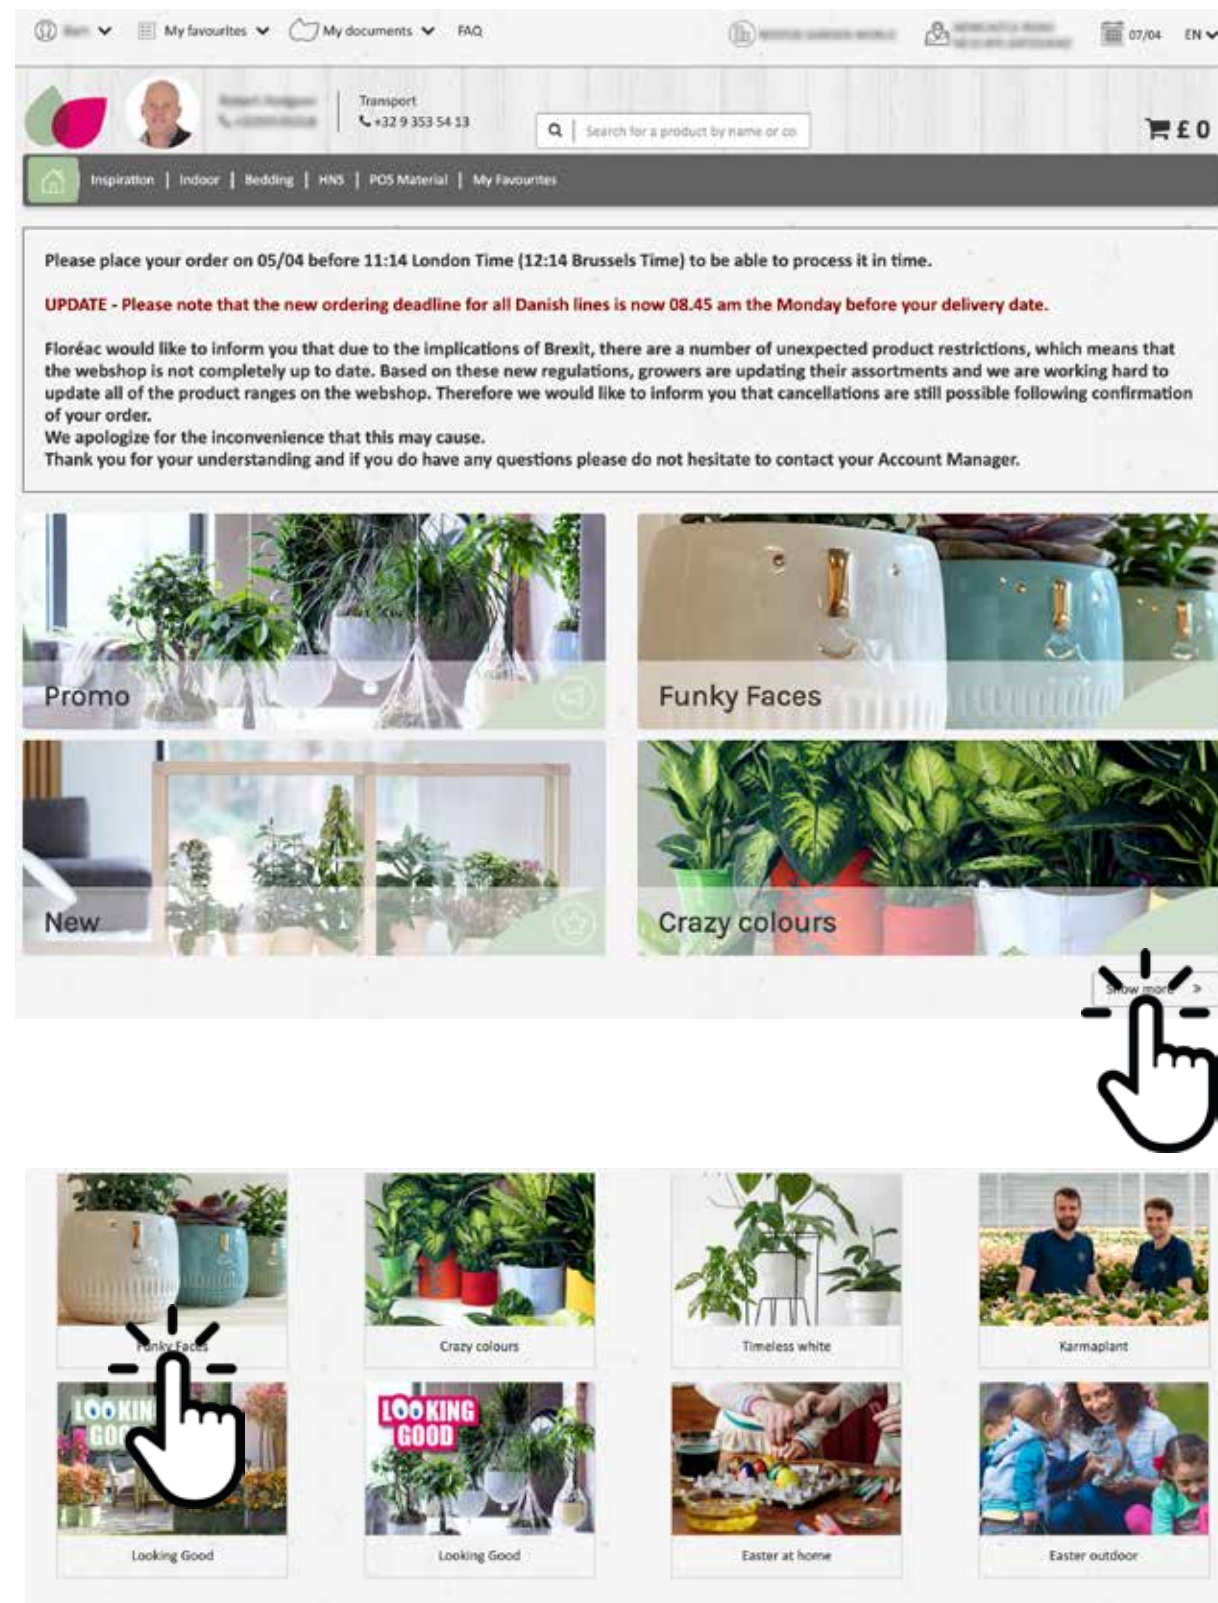 My favourites
My documents
FAQ
07/04
EN
Transport
+32 9 353 54 13
Search for a product by name or co
£ 0
Inspiration | Indoor | Bedding | HNS | POS Material | My Favourites
Please place your order on 05/04 before 11:14 London Time (12:14 Brussels Time) to be able to process it in time.
UPDATE - Please note that the new ordering deadline for all Danish lines is now 08.45 am the Monday before your delivery date.
Floréac would like to inform you that due to the implications of Brexit, there are a number of unexpected product restrictions, which means that
the webshop is not completely up to date. Based on these new regulations, growers are updating their assortments and we are working hard to
update all of the product ranges on the webshop. Therefore we would like to inform you that cancellations are still possible following confirmation
of your order.
We apologize for the inconvenience that this may cause.
Thank you for your understanding and if you do have any questions please do not hesitate to contact your Account Manager.
Promo
Funky Faces
New
Crazy colours
Show more »
Funky Faces
Crazy colours
Timeless white
Karmaplant
LOOKING
GOOD
LOOKING
GOOD
Looking Good
Looking Good
Easter at home
Easter outdoor